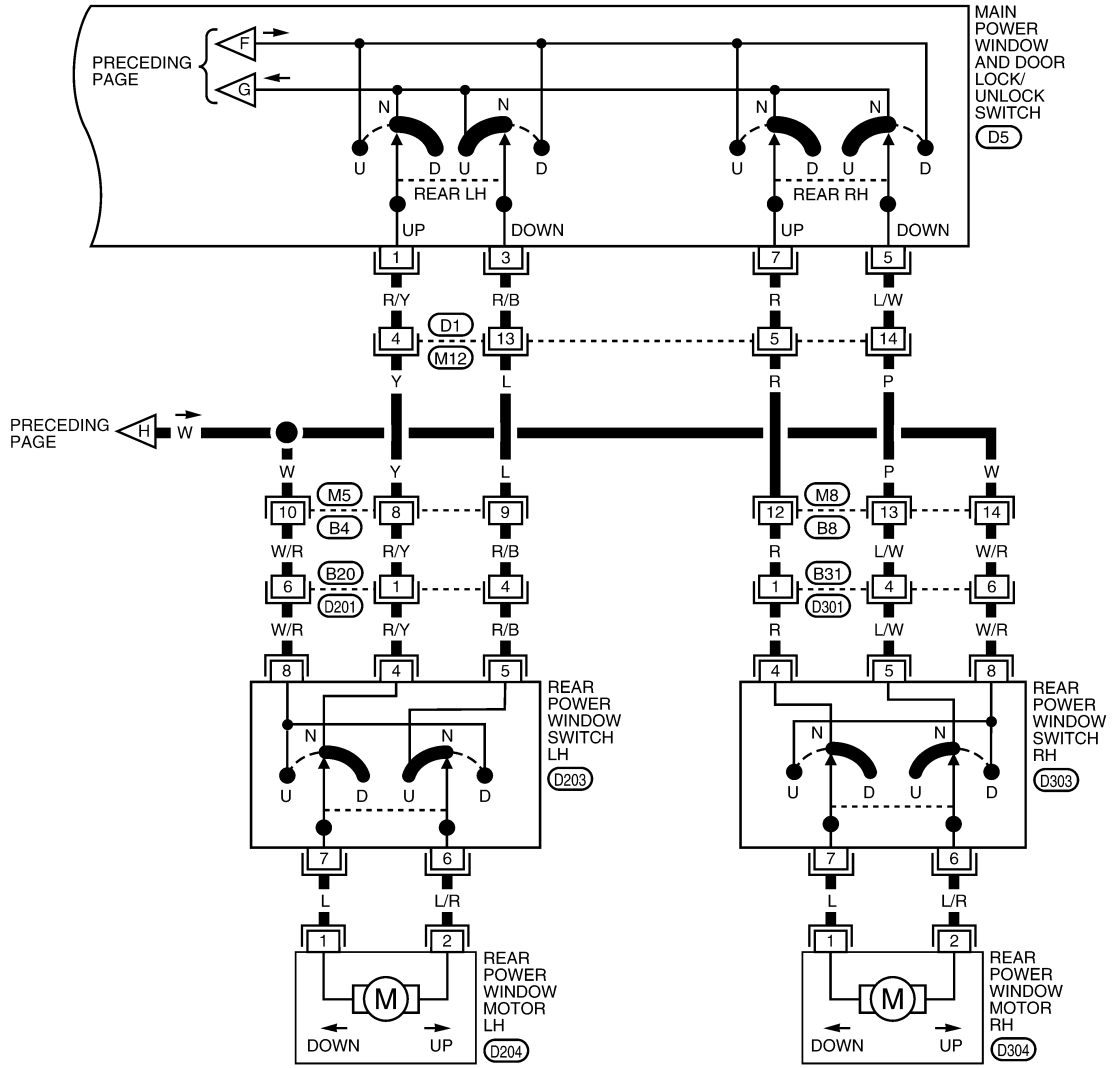 MAIN
POWER
WINDOW
AND DOOR
LOCK/
UNLOCK
SWITCH
D5
PRECEDING
PAGE
F
G
N N N N
U D U D U D U D
REAR LH REAR RH
UP DOWN UP DOWN
1 3 7 5
R/Y R/B R L/W
D1
4 13 5 14
M12
Y L R P
PRECEDING
PAGE
H W
W Y L P W
M5 M8
10 8 9 12 13 14
B4 B8
W/R R/Y R/B R L/W W/R
B20 B31
6 1 4 1 4 6
D201 D301
W/R R/Y R/B R L/W W/R
8 4 5 4 5 8
REAR
POWER
WINDOW
SWITCH
LH
D203
N N
U D U D
REAR
POWER
WINDOW
SWITCH
RH
D303
N N
U D U D
7 6 7 6
L L/R L L/R
1 2 1 2
REAR
POWER
WINDOW
MOTOR
LH
D204
M
DOWN UP
REAR
POWER
WINDOW
MOTOR
RH
D304
M
DOWN UP